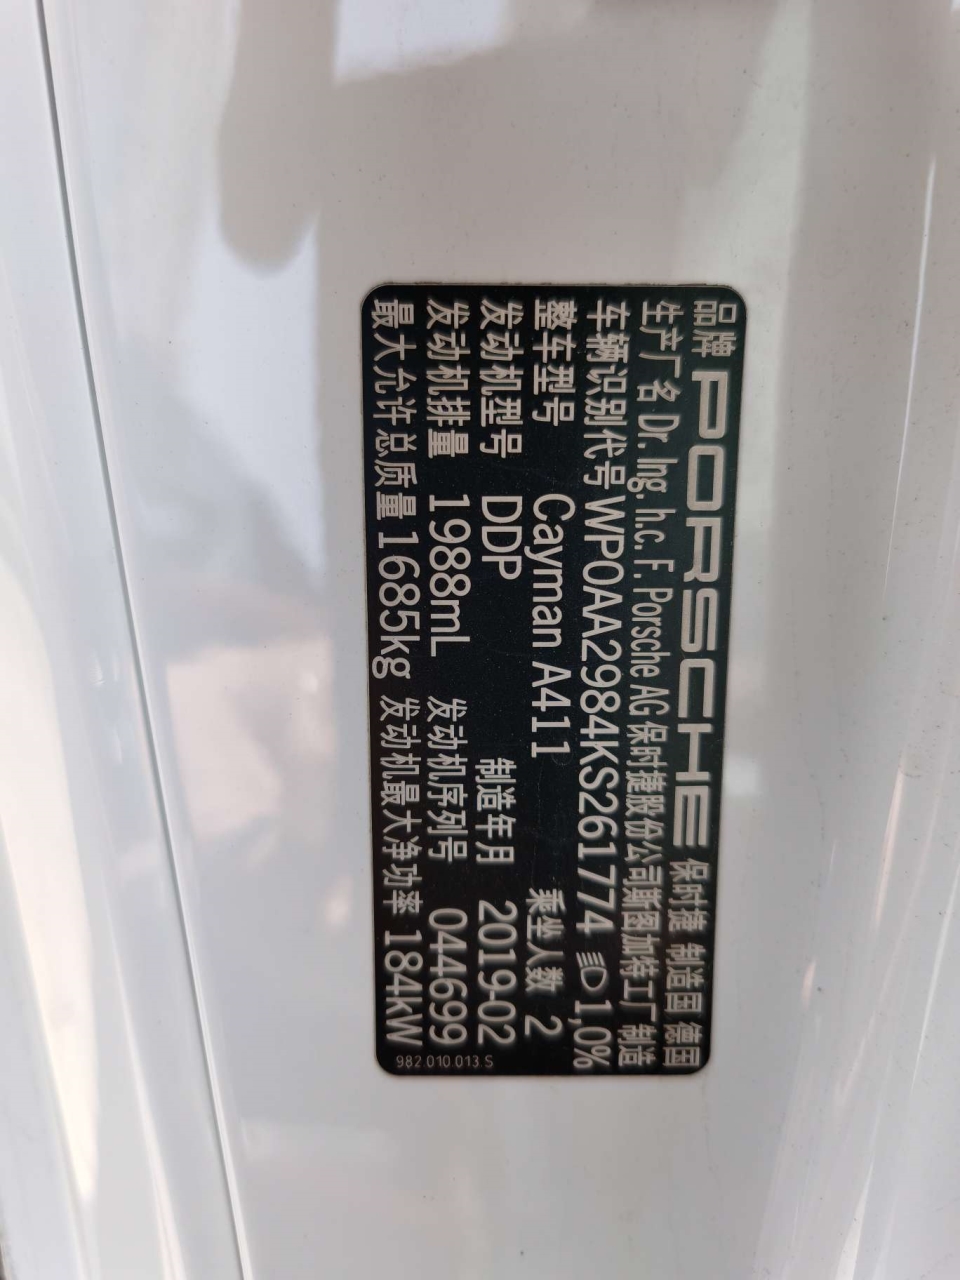 品牌 PORSCHE 保时捷 制造国 德国
生产厂名 Dr. Ing. h.c. F. Porsche AG 保时捷股份公司斯图加特工厂制造
车辆识别代号 WP0AA2984KS261774 1,0%
整车型号 Cayman A411 乘坐人数 2
发动机型号 DDP 制造年月 2019-02
发动机排量 1988mL 发动机序列号 044699
最大允许总质量 1685kg 发动机最大净功率 184kW
982 010 013 S